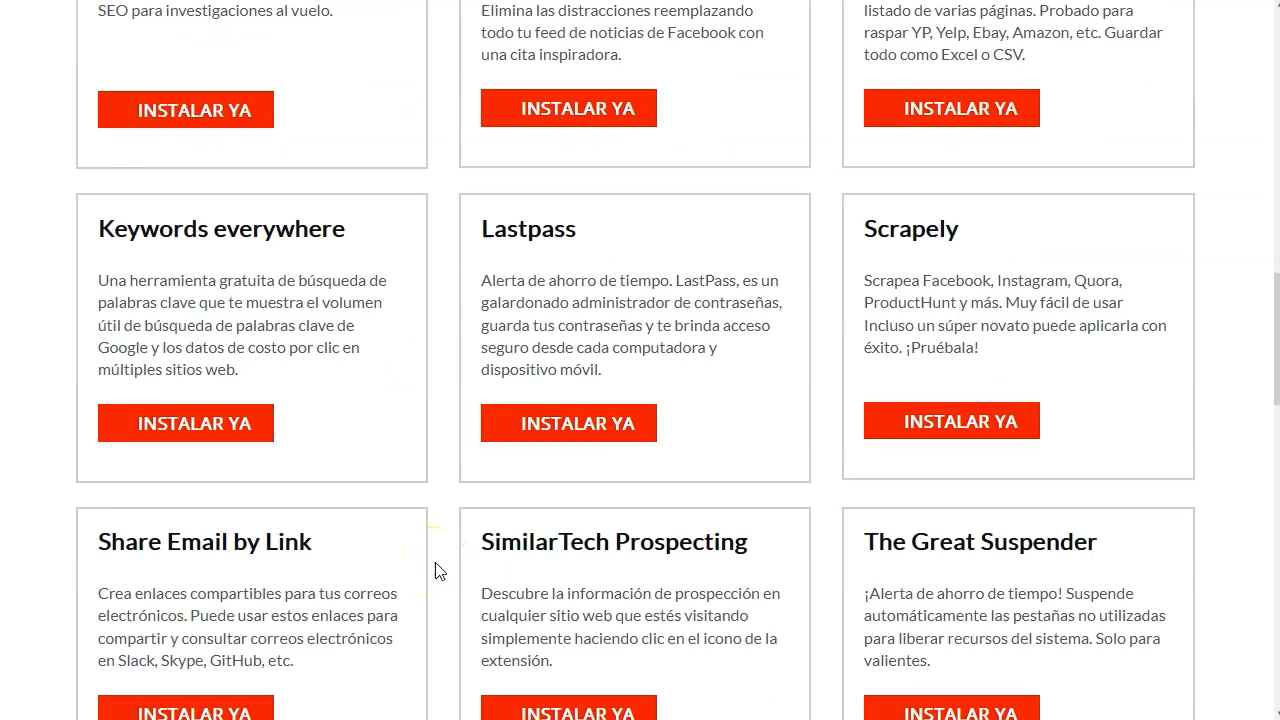 SEO para investigaciones al vuelo.
INSTALAR YA
Elimina las distracciones reemplazando
todo tu feed de noticias de Facebook con
una cita inspiradora.
INSTALAR YA
listado de varias páginas. Probado para
raspar YP, Yelp, Ebay, Amazon, etc. Guardar
todo como Excel o CSV.
INSTALAR YA
Keywords everywhere
Una herramienta gratuita de búsqueda de
palabras clave que te muestra el volumen
útil de búsqueda de palabras clave de
Google y los datos de costo por clic en
múltiples sitios web.
INSTALAR YA
Lastpass
Alerta de ahorro de tiempo. LastPass, es un
galardonado administrador de contraseñas,
guarda tus contraseñas y te brinda acceso
seguro desde cada computadora y
dispositivo móvil.
INSTALAR YA
Scrapely
Scrapea Facebook, Instagram, Quora,
ProductHunt y más. Muy fácil de usar
Incluso un súper novato puede aplicarla con
éxito. ¡Pruébala!
INSTALAR YA
Share Email by Link
Crea enlaces compartibles para tus correos
electrónicos. Puede usar estos enlaces para
compartir y consultar correos electrónicos
en Slack, Skype, GitHub, etc.
INSTALAR YA
SimilarTech Prospecting
Descubre la información de prospección en
cualquier sitio web que estés visitando
simplemente haciendo clic en el icono de la
extensión.
INSTALAR YA
The Great Suspender
¡Alerta de ahorro de tiempo! Suspende
automáticamente las pestañas no utilizadas
para liberar recursos del sistema. Solo para
valientes.
INSTALAR YA